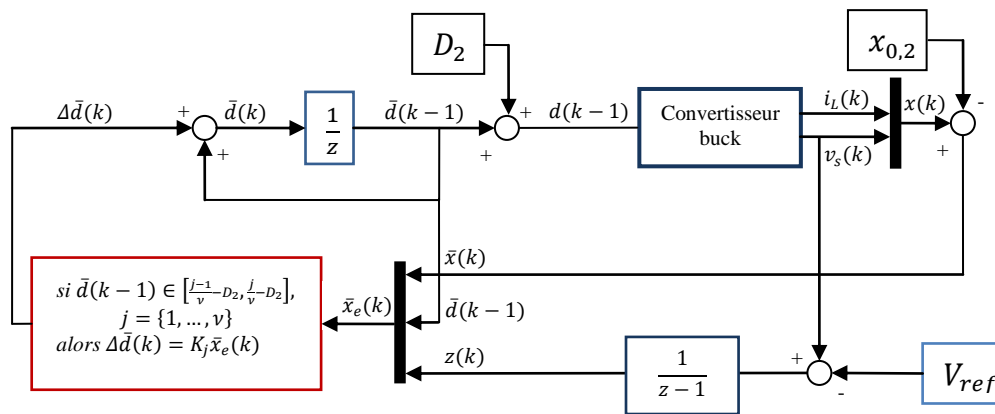 D₂
x₀,₂
Δd̄(k)
+
d̄(k)
1/z
d̄(k−1)
+
d(k−1)
Convertisseur
buck
i_L(k)
x(k)
-
+
+
v_s(k)
+
x̄(k)
si d̄(k−1) ∈ [(j−1)/ν −D₂, j/ν −D₂],
j = {1, …, ν}
alors Δd̄(k) = K_j x̄_e(k)
x̄_e(k)
d̄(k−1)
z(k)
1/(z−1)
+
-
V_ref